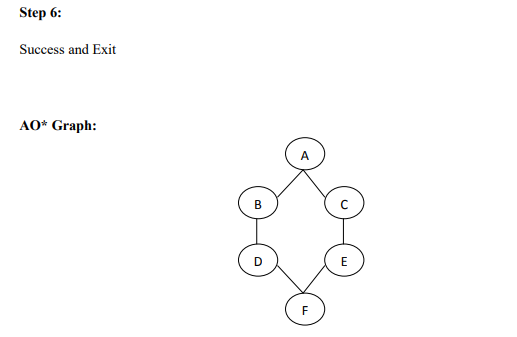 Step 6:
Success and Exit
AO* Graph:
A
B
C
D
E
F